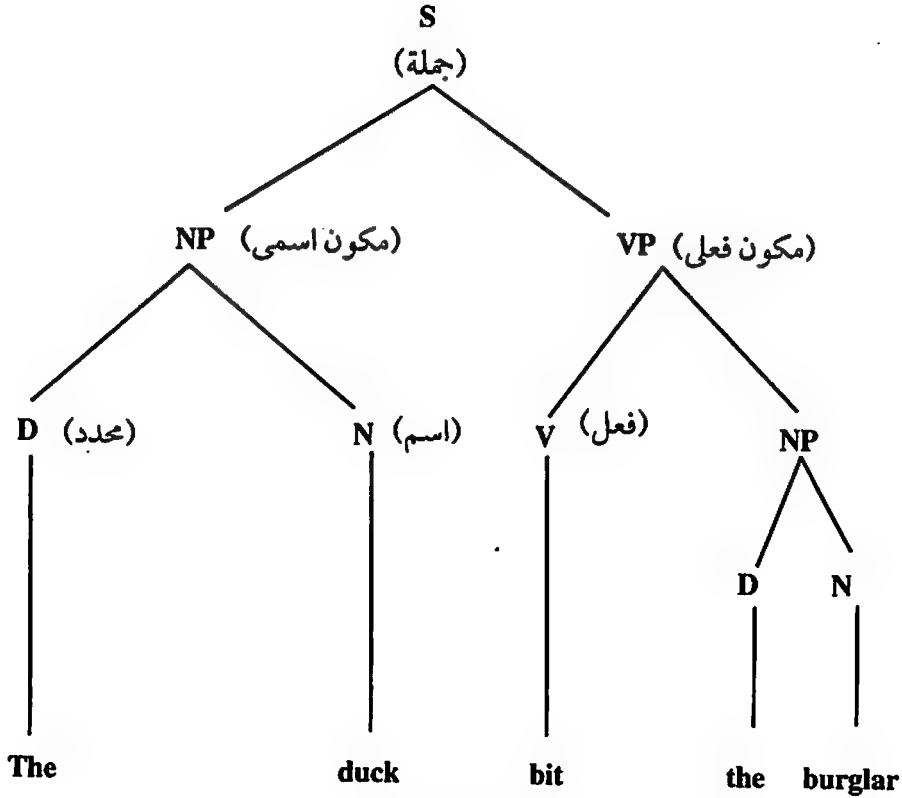 S
(جملة)
NP (مكون اسمى) VP (مكون فعلى)
D (محدد) N (اسم) V (فعل) NP
D N
The duck bit the burglar